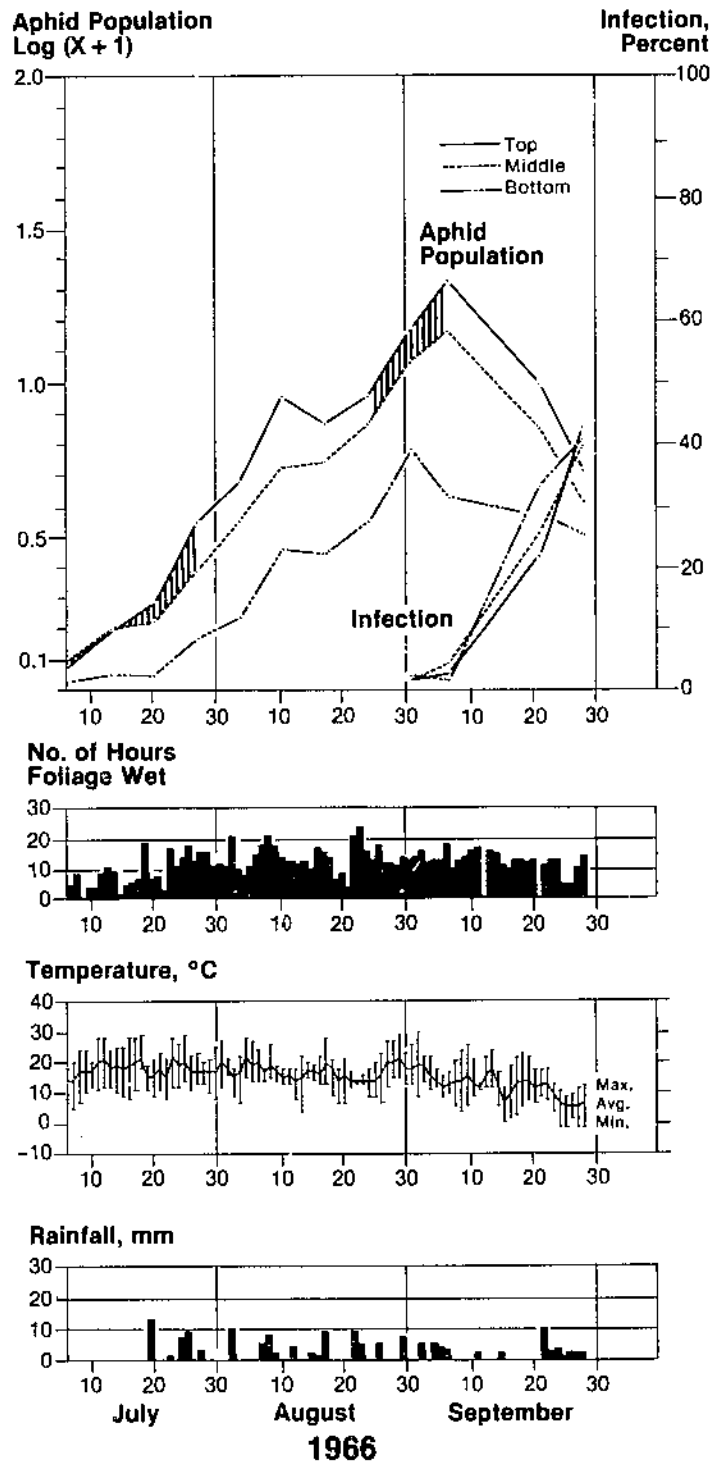 Aphid Population
Log (X + 1)
Infection,
Percent
2.0
100
Top
Middle
Bottom
80
1.5
Aphid
Population
60
1.0
40
0.5
20
Infection
0.1
0
10 20 30 10 20 30 10 20 30
No. of Hours
Foliage Wet
30
20
10
0
10 20 30 10 20 30 10 20 30
Temperature, °C
40
30
20
10
0
-10
Max.
Avg.
Min.
10 20 30 10 20 30 10 20 30
Rainfall, mm
30
20
10
0
10 20 30 10 20 30 10 20 30
July August September
1966